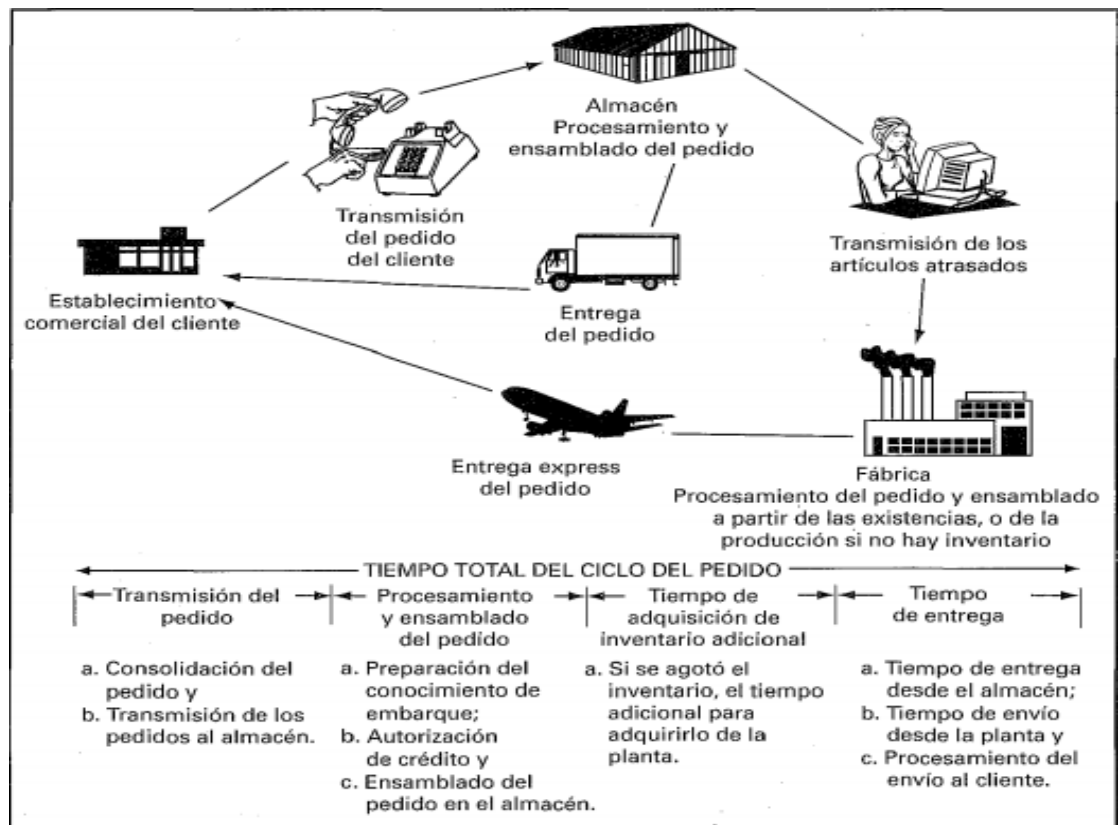 Almacén
Procesamiento y
ensamblado del pedido
Transmisión
del pedido
del cliente
Transmisión de los
artículos atrasados
Establecimiento
comercial del cliente
Entrega
del pedido
Entrega express
del pedido
Fábrica
Procesamiento del pedido y ensamblado
a partir de las existencias, o de la
producción si no hay inventario
TIEMPO TOTAL DEL CICLO DEL PEDIDO
Transmisión del
pedido
a. Consolidación del
pedido y
b. Transmisión de los
pedidos al almacén.
Procesamiento
y ensamblado
del pedido
a. Preparación del
conocimiento de
embarque;
b. Autorización
de crédito y
c. Ensamblado del
pedido en el almacén.
Tiempo de
adquisición de
inventario adicional
a. Si se agotó el
inventario, el tiempo
adicional para
adquirirlo de la
planta.
Tiempo
de entrega
a. Tiempo de entrega
desde el almacén;
b. Tiempo de envío
desde la planta y
c. Procesamiento del
envío al cliente.